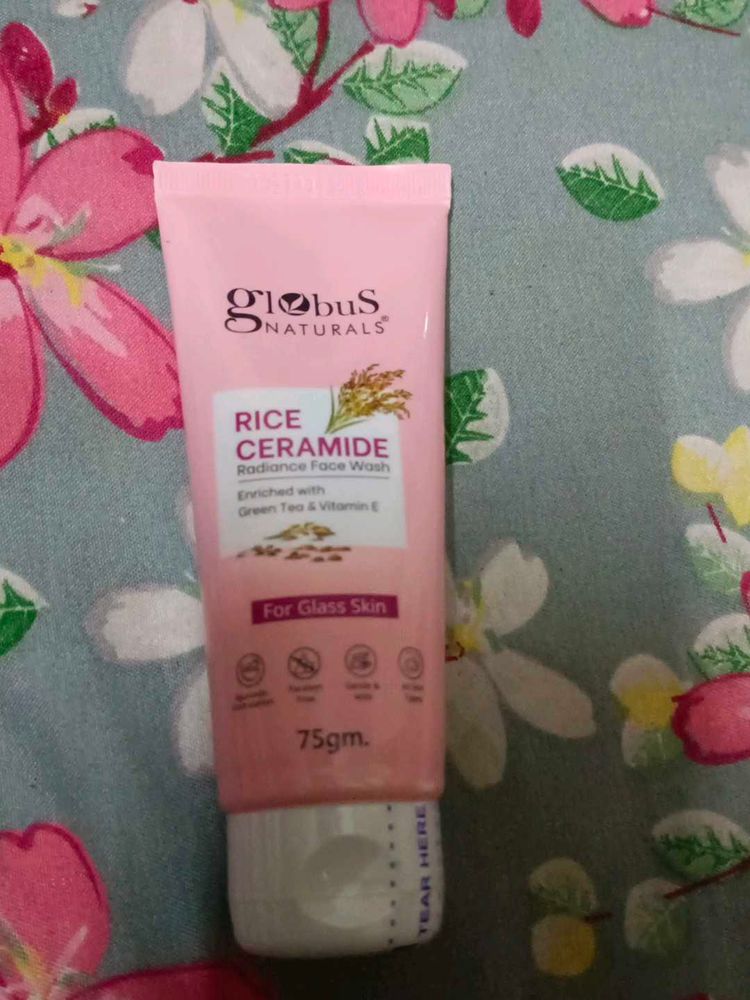 globus
NATURALS®
RICE
CERAMIDE
Radiance Face Wash
Enriched with
Green Tea & Vitamin E
For Glass Skin
75gm.
TEAR HERE